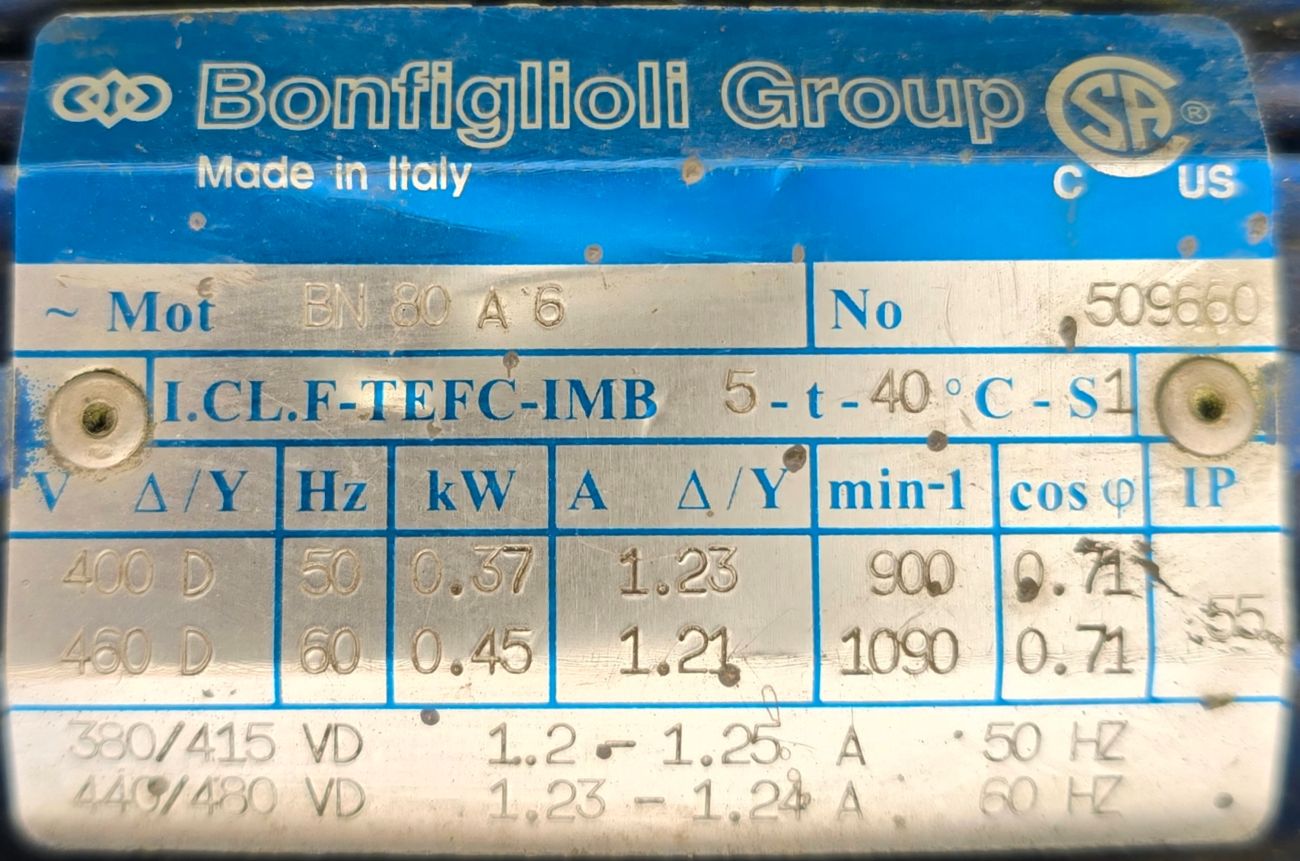 Bonfiglioli Group CSA®
Made in Italy C US
~ Mot BN 80 A 6 No 509660
I.CL.F-TEFC-IMB 5 - t - 40 °C - S1
V Δ/Y Hz kW A Δ/Y min-1 cos φ IP
400 D 50 0.37 1.23 900 0.71 55
460 D 60 0.45 1.21 1090 0.71
380/415 VD 1.2 - 1.25 A 50 HZ
440/480 VD 1.23 - 1.24 A 60 HZ